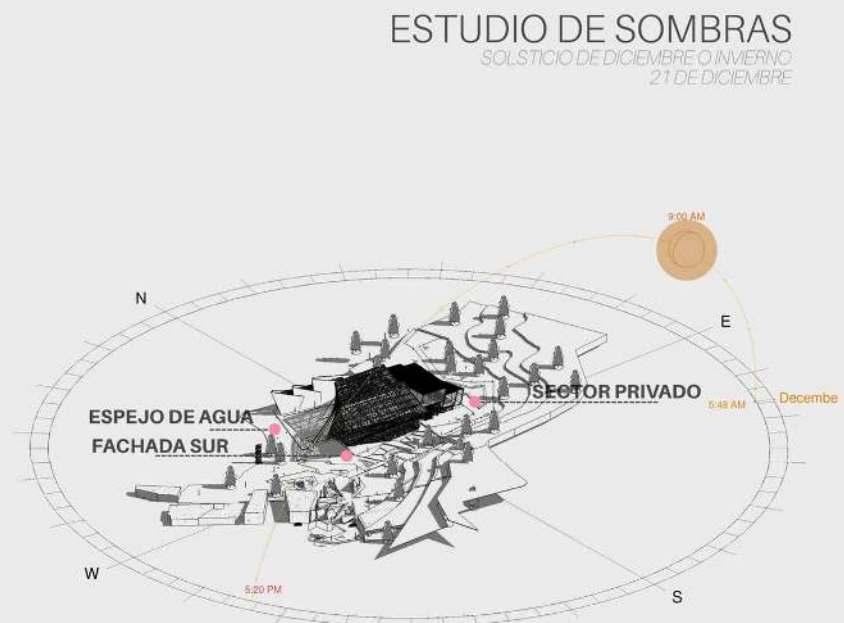 ESTUDIO DE SOMBRAS
SOLSTICIO DE DICIEMBRE O INVIERNO
21 DE DICIEMBRE
9:00 AM
N
E
SECTOR PRIVADO
5:48 AM
Decembe
ESPEJO DE AGUA
FACHADA SUR
W
5:20 PM
S